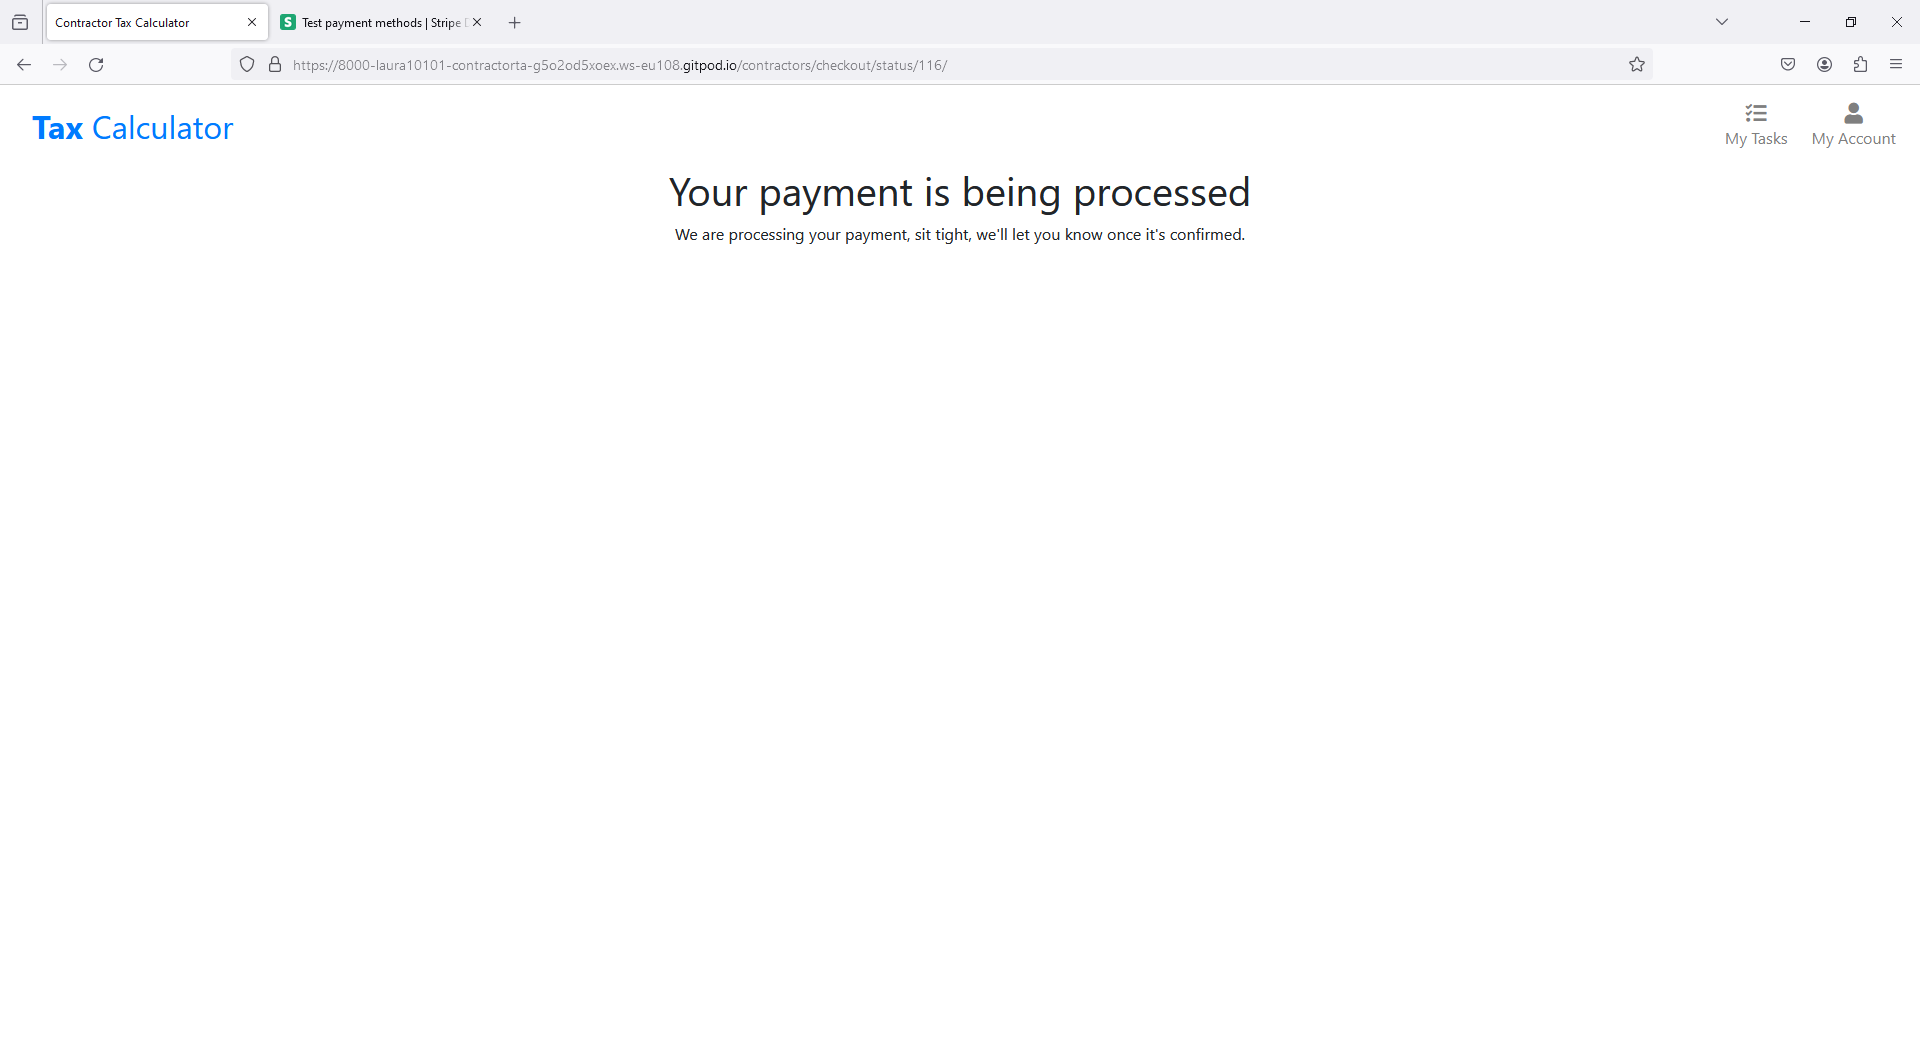 Contractor Tax Calculator
Test payment methods | Stripe
https://8000-laura10101-contractorta-g5o2od5xoex.ws-eu108.gitpod.io/contractors/checkout/status/116/
Tax Calculator
My Tasks
My Account
Your payment is being processed
We are processing your payment, sit tight, we'll let you know once it's confirmed.